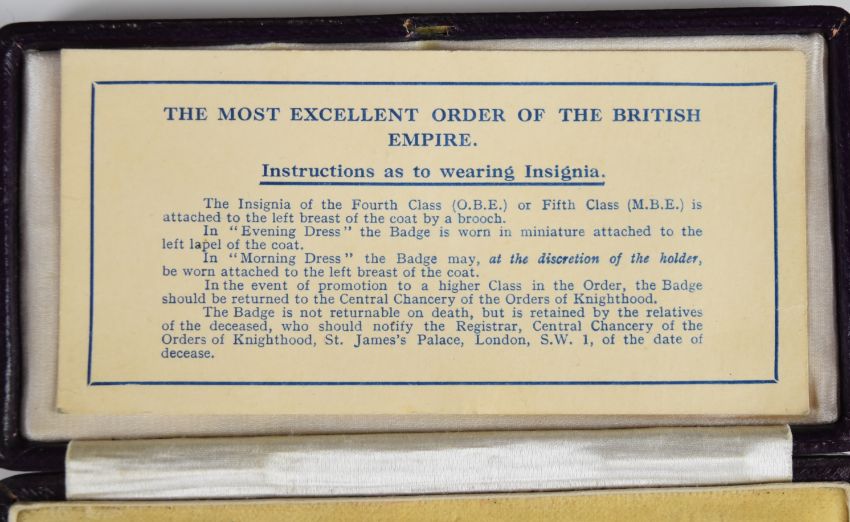 THE MOST EXCELLENT ORDER OF THE BRITISH
EMPIRE.
Instructions as to wearing Insignia.
The Insignia of the Fourth Class (O.B.E.) or Fifth Class (M.B.E.) is
attached to the left breast of the coat by a brooch.
In "Evening Dress" the Badge is worn in miniature attached to the
left lapel of the coat.
In "Morning Dress" the Badge may, at the discretion of the holder,
be worn attached to the left breast of the coat.
In the event of promotion to a higher Class in the Order, the Badge
should be returned to the Central Chancery of the Orders of Knighthood.
The Badge is not returnable on death, but is retained by the relatives
of the deceased, who should notify the Registrar, Central Chancery of the
Orders of Knighthood, St. James's Palace, London, S.W. 1, of the date of
decease.